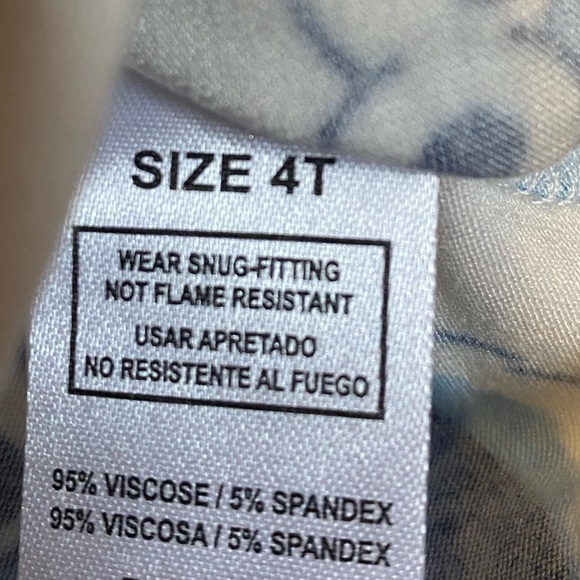 SIZE 4T
WEAR SNUG-FITTING
NOT FLAME RESISTANT
USAR APRETADO
NO RESISTENTE AL FUEGO
95% VISCOSE / 5% SPANDEX
95% VISCOSA / 5% SPANDEX